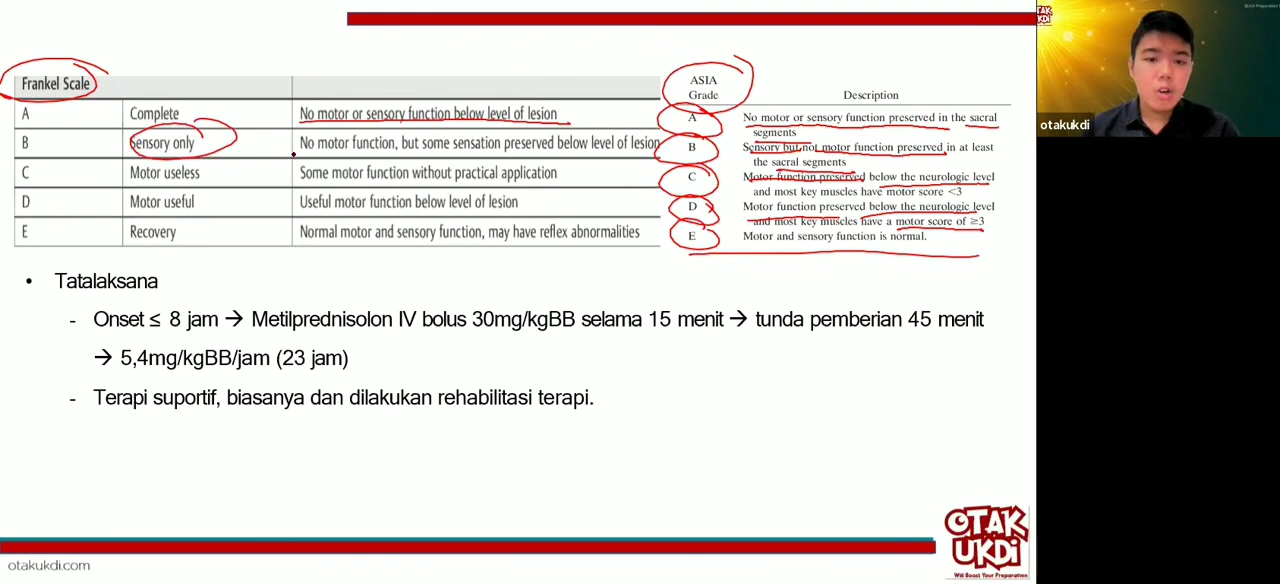 Frankel Scale
A Complete No motor or sensory function below level of lesion
B Sensory only No motor function, but some sensation preserved below level of lesion
C Motor useless Some motor function without practical application
D Motor useful Useful motor function below level of lesion
E Recovery Normal motor and sensory function, may have reflex abnormalities
ASIA
Grade Description
A No motor or sensory function preserved in the sacral
segments
B Sensory but not motor function preserved in at least
the sacral segments
C Motor function preserved below the neurologic level
and most key muscles have motor score <3
D Motor function preserved below the neurologic level
and most key muscles have a motor score of ≥3
E Motor and sensory function is normal.
• Tatalaksana
- Onset ≤ 8 jam → Metilprednisolon IV bolus 30mg/kgBB selama 15 menit → tunda pemberian 45 menit
→ 5,4mg/kgBB/jam (23 jam)
- Terapi suportif, biasanya dan dilakukan rehabilitasi terapi.
otakukdi.com
OTAK
UKDi
Will Boost Your Preparation
OTAK
UKDi
otakukdi